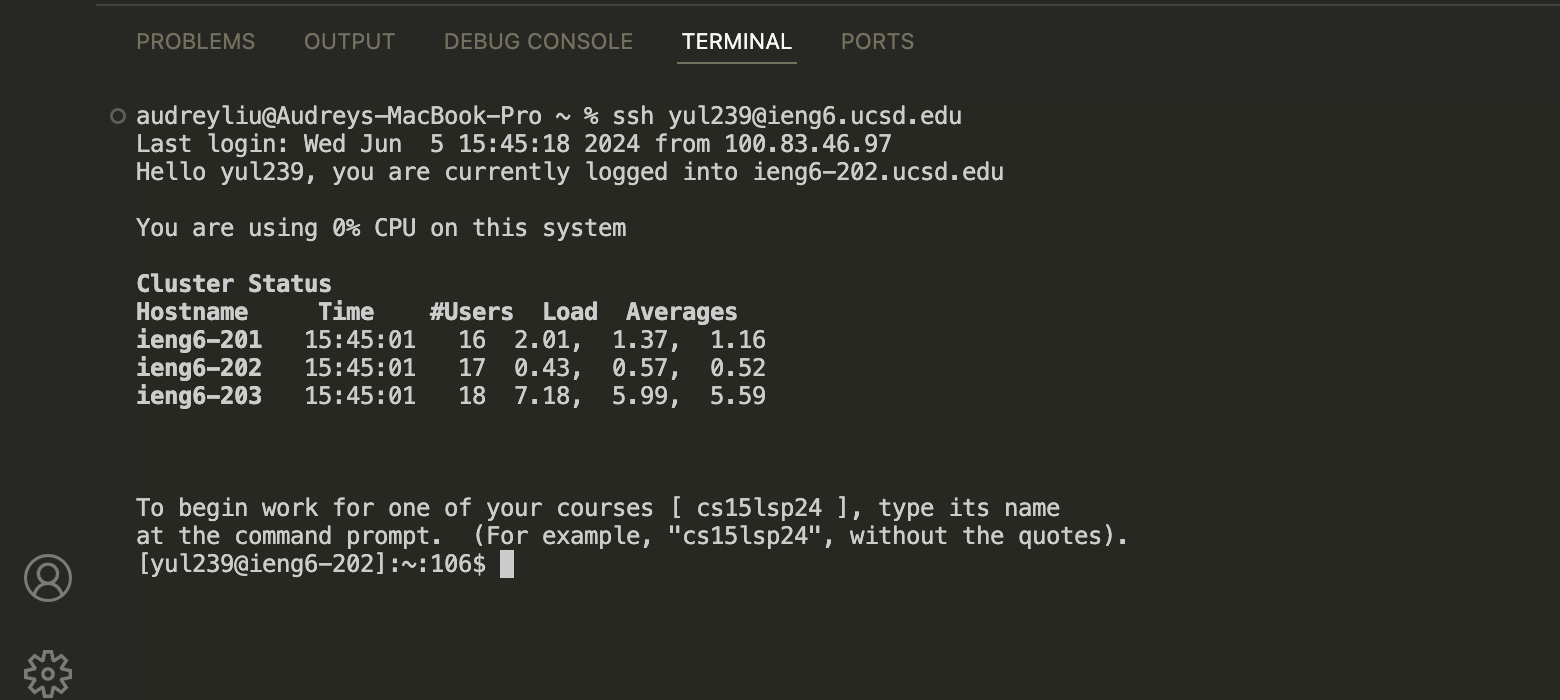 PROBLEMS OUTPUT DEBUG CONSOLE TERMINAL PORTS
audreyliu@Audreys-MacBook-Pro ~ % ssh yul239@ieng6.ucsd.edu
Last login: Wed Jun  5 15:45:18 2024 from 100.83.46.97
Hello yul239, you are currently logged into ieng6-202.ucsd.edu
You are using 0% CPU on this system
Cluster Status
Hostname     Time    #Users  Load  Averages
ieng6-201   15:45:01   16  2.01,  1.37,  1.16
ieng6-202   15:45:01   17  0.43,  0.57,  0.52
ieng6-203   15:45:01   18  7.18,  5.99,  5.59
To begin work for one of your courses [ cs15lsp24 ], type its name
at the command prompt.  (For example, "cs15lsp24", without the quotes).
[yul239@ieng6-202]:~:106$